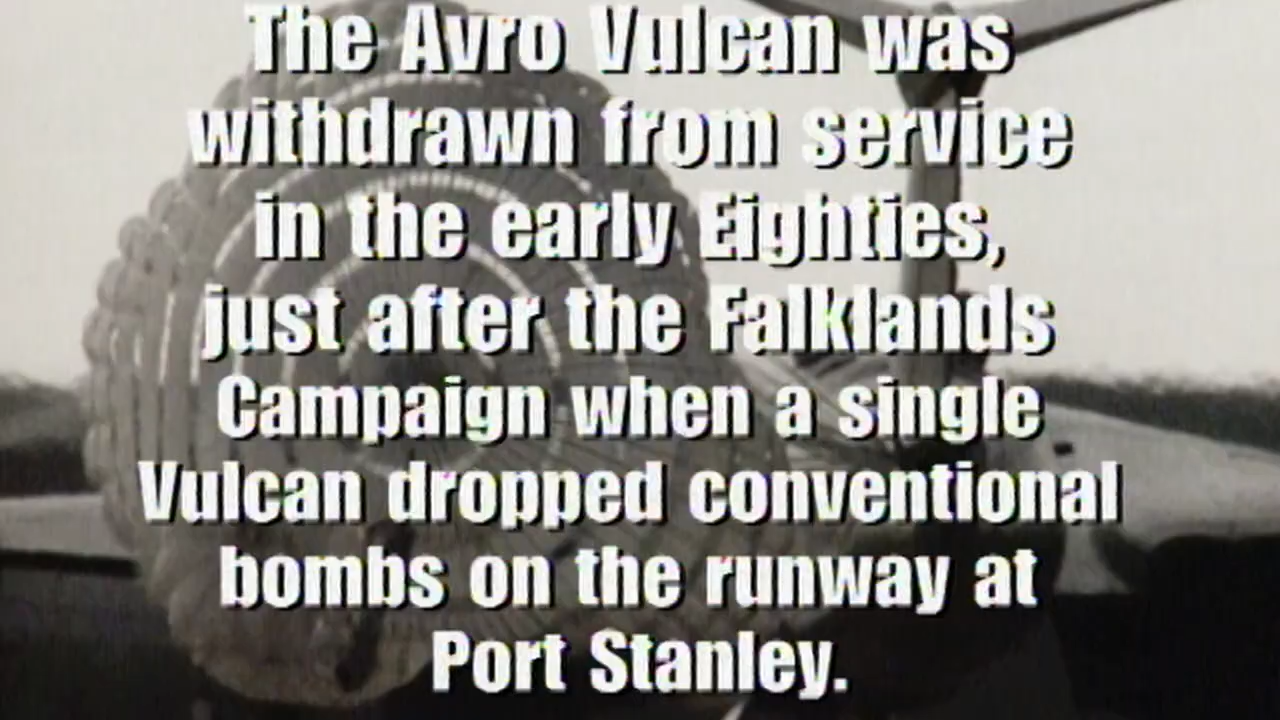 The Avro Vulcan was
withdrawn from service
in the early Eighties,
just after the Falklands
Campaign when a single
Vulcan dropped conventional
bombs on the runway at
Port Stanley.